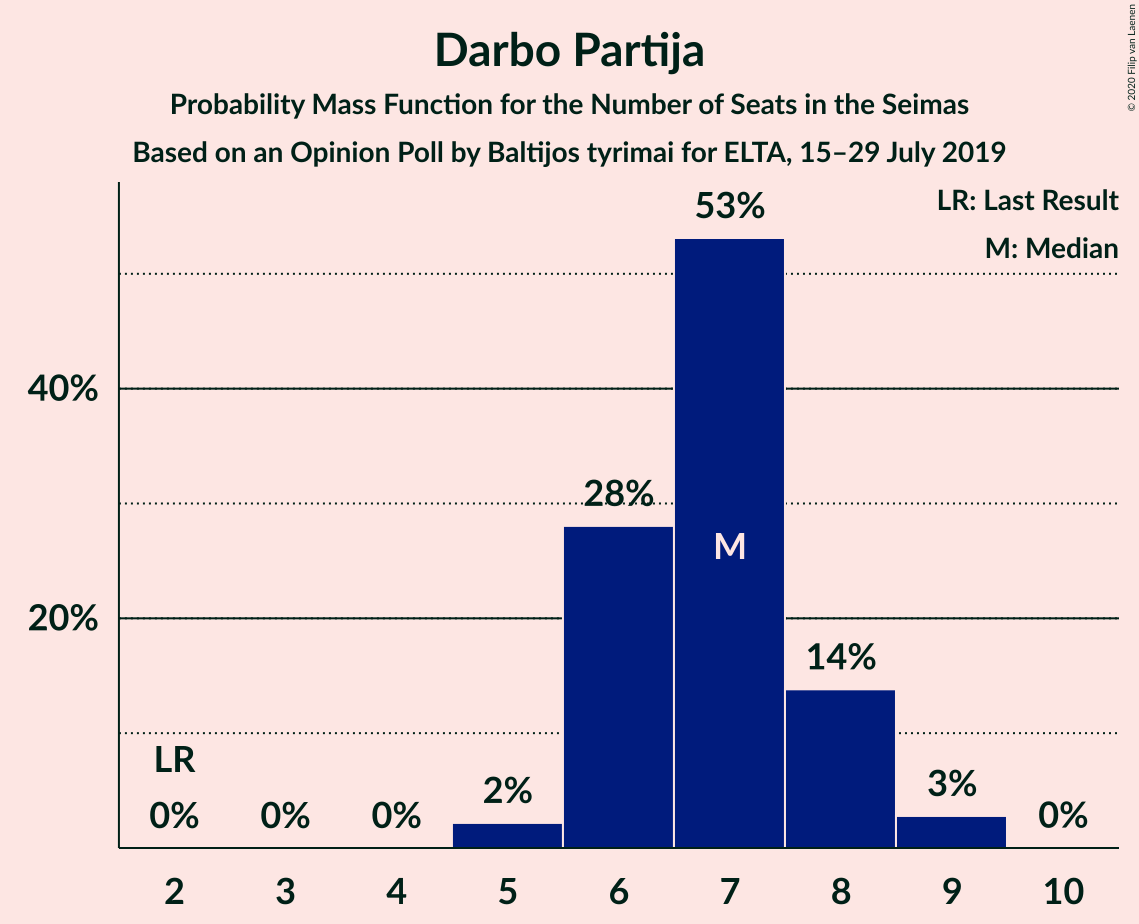 Darbo Partija
Probability Mass Function for the Number of Seats in the Seimas
Based on an Opinion Poll by Baltijos tyrimai for ELTA, 15–29 July 2019
© 2020 Filip van Laenen
LR: Last Result
M: Median
53%
40%
28%
M
20%
14%
LR
0%
0%
0%
2%
3%
0%
2
3
4
5
6
7
8
9
10